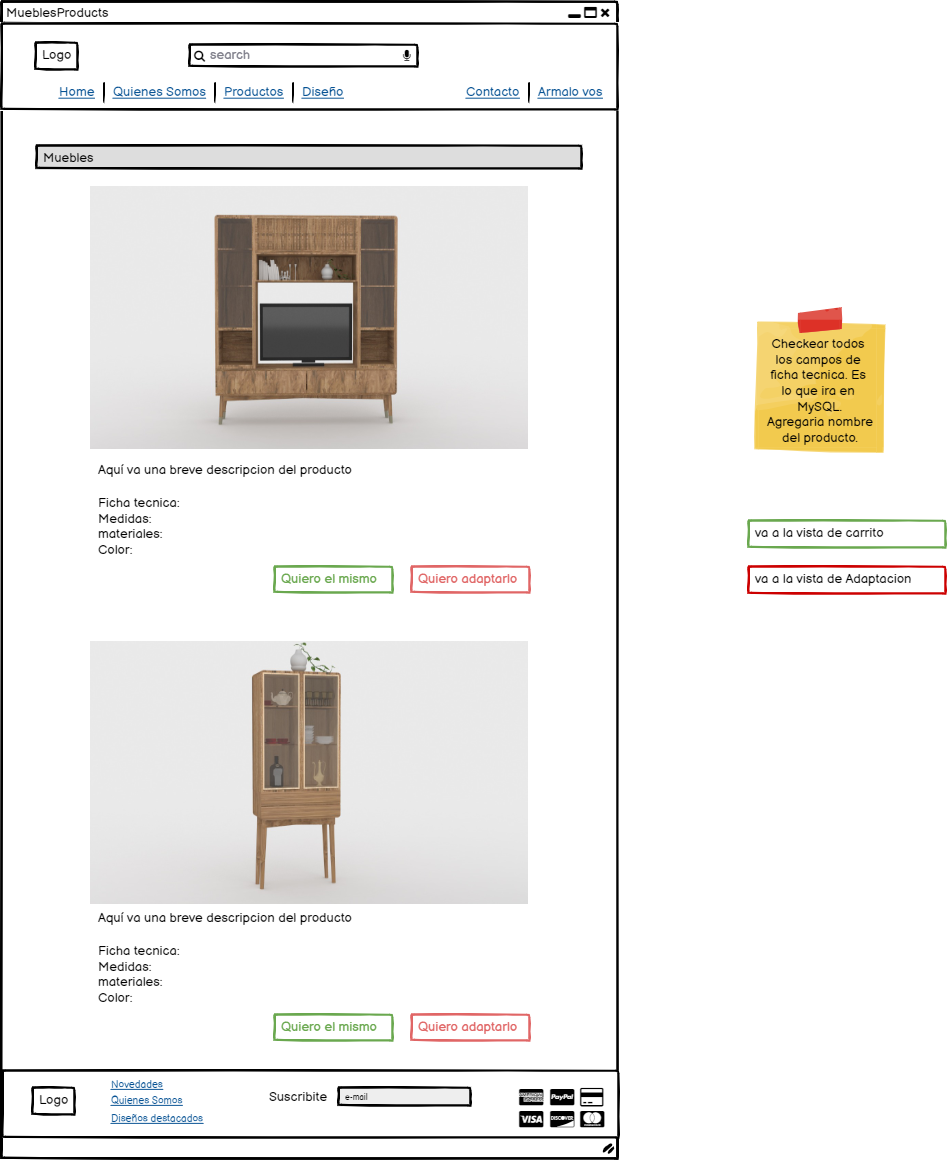 MueblesProducts
Logo
search
Home
Quienes Somos
Productos
Diseño
Contacto
Armalo vos
Muebles
Aquí va una breve descripcion del producto
Ficha tecnica:
Medidas:
materiales:
Color:
Quiero el mismo
Quiero adaptarlo
Checkear todos
los campos de
ficha tecnica. Es
lo que ira en
MySQL.
Agregaria nombre
del producto.
va a la vista de carrito
va a la vista de Adaptacion
Aquí va una breve descripcion del producto
Ficha tecnica:
Medidas:
materiales:
Color:
Quiero el mismo
Quiero adaptarlo
Logo
Novedades
Quienes Somos
Diseños destacados
Suscribite
e-mail
AMERICAN EXPRESS
PayPal
VISA
DISCOVER